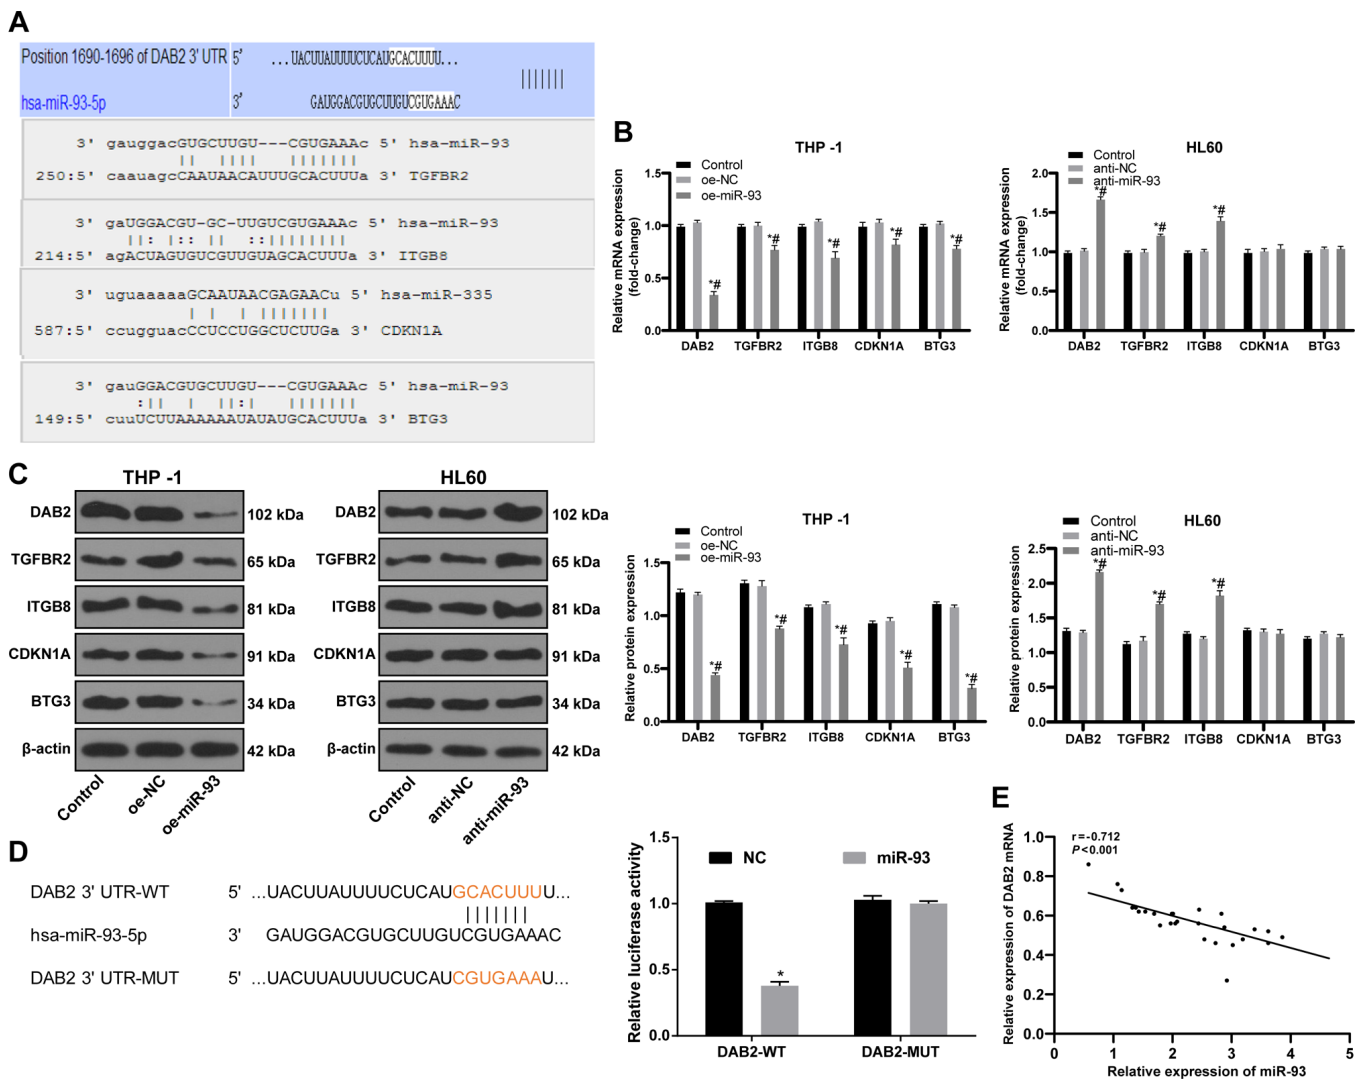 A
Position 1690-1696 of DAB2 3' UTR 5' ...UACUUAUUUUCUCAUGCACUUUU...
hsa-miR-93-5p 3' GAUGGACGUGCUUGUCGUGAAAC
3' gauggacGUGCUUGU---CGUGAAAc 5' hsa-miR-93
250:5' caauagcCAAUAACAUUUGCACUUUa 3' TGFBR2
3' gaUGGACGU-GC-UUGUCGUGAAAc 5' hsa-miR-93
214:5' agACUAGUGUCGUUGUAGCACUUUa 3' ITGB8
3' uguaaaaaGCAAUAACGAGAACu 5' hsa-miR-335
587:5' ccugguacCCUCCUGGCUCUUGa 3' CDKN1A
3' gauGGACGUGCUUGU---CGUGAAAc 5' hsa-miR-93
149:5' cuuUCUUAAAAAAUAUAUGCACUUUa 3' BTG3
B
THP -1
Control
oe-NC
oe-miR-93
Relative mRNA expression
(fold-change)
1.5
1.0
0.5
0.0
*#
*#
*#
*#
*#
DAB2 TGFBR2 ITGB8 CDKN1A BTG3
HL60
Control
anti-NC
anti-miR-93
Relative mRNA expression
(fold-change)
2.0
1.5
1.0
0.5
0.0
*#
*#
*#
DAB2 TGFBR2 ITGB8 CDKN1A BTG3
C
THP -1
DAB2 102 kDa
TGFBR2 65 kDa
ITGB8 81 kDa
CDKN1A 91 kDa
BTG3 34 kDa
β-actin 42 kDa
Control oe-NC oe-miR-93
HL60
DAB2 102 kDa
TGFBR2 65 kDa
ITGB8 81 kDa
CDKN1A 91 kDa
BTG3 34 kDa
β-actin 42 kDa
Control anti-NC anti-miR-93
THP -1
Control
oe-NC
oe-miR-93
Relative protein expression
1.5
1.0
0.5
0.0
*#
*#
*#
*#
*#
DAB2 TGFBR2 ITGB8 CDKN1A BTG3
HL60
Control
anti-NC
anti-miR-93
Relative protein expression
2.5
2.0
1.5
1.0
0.5
0.0
*#
*#
*#
DAB2 TGFBR2 ITGB8 CDKN1A BTG3
D
DAB2 3' UTR-WT 5' ...UACUUAUUUUCUCAUGCACUUUU...
hsa-miR-93-5p 3' GAUGGACGUGCUUGUCGUGAAAC
DAB2 3' UTR-MUT 5' ...UACUUAUUUUCUCAUCGUGAAAU...
NC miR-93
Relative luciferase activity
1.5
1.0
0.5
0.0
*
DAB2-WT DAB2-MUT
E
r=-0.712
P<0.001
Relative expression of DAB2 mRNA
1.0
0.8
0.6
0.4
0.2
0.0
0 1 2 3 4 5
Relative expression of miR-93